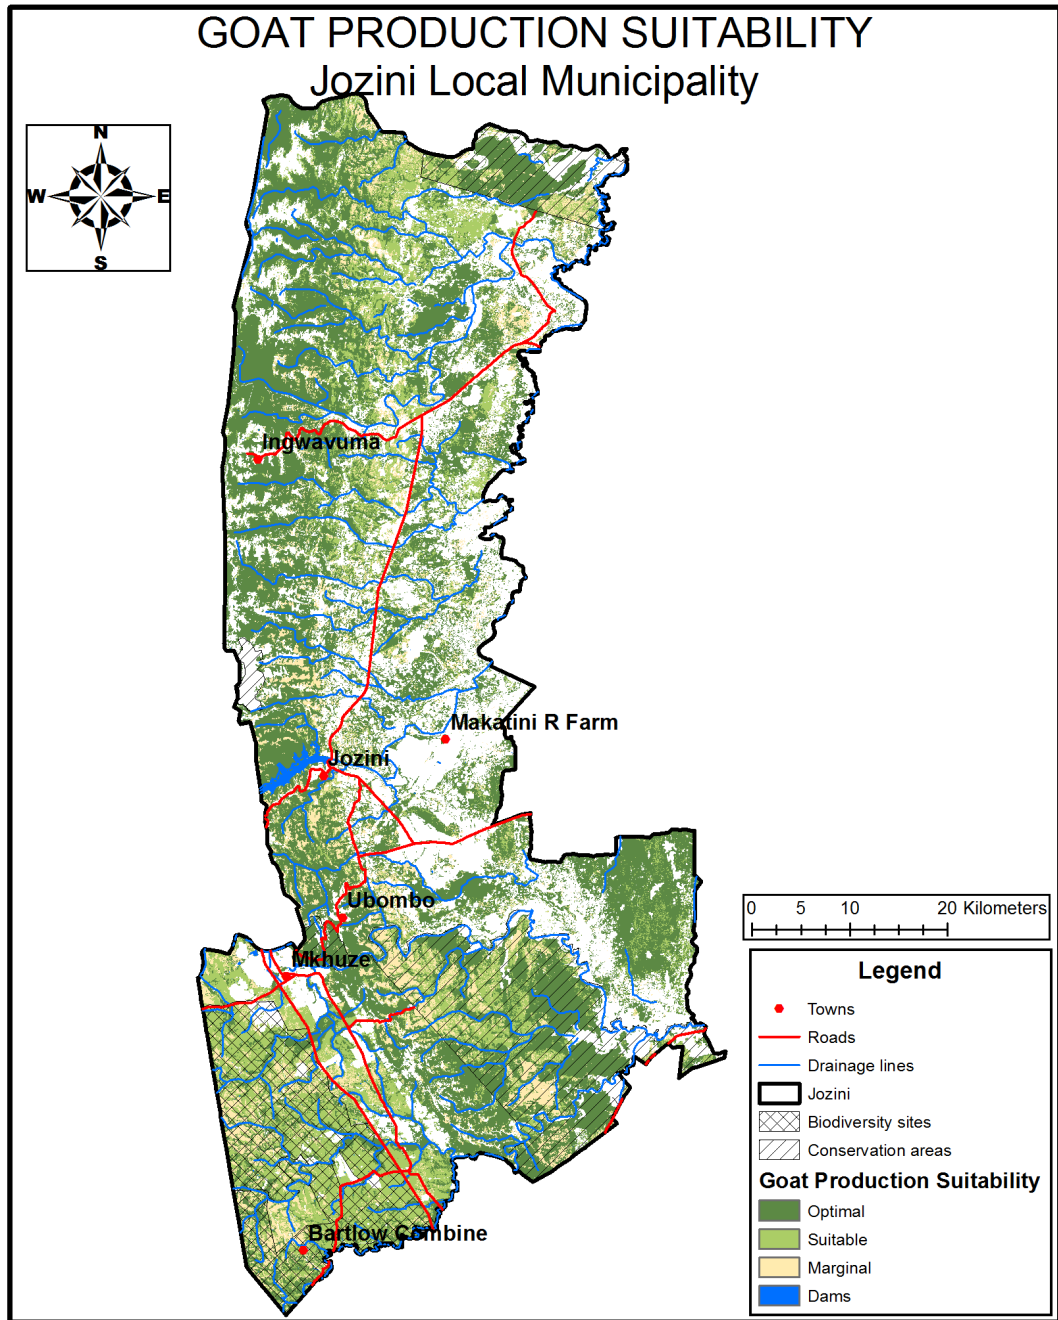 GOAT PRODUCTION SUITABILITY
Jozini Local Municipality
N
W E
S
Ingwavuma
Makatini R Farm
Jozini
Ubombo
Mkhuze
Bartlow Combine
0 5 10 20 Kilometers
Legend
Towns
Roads
Drainage lines
Jozini
Biodiversity sites
Conservation areas
Goat Production Suitability
Optimal
Suitable
Marginal
Dams